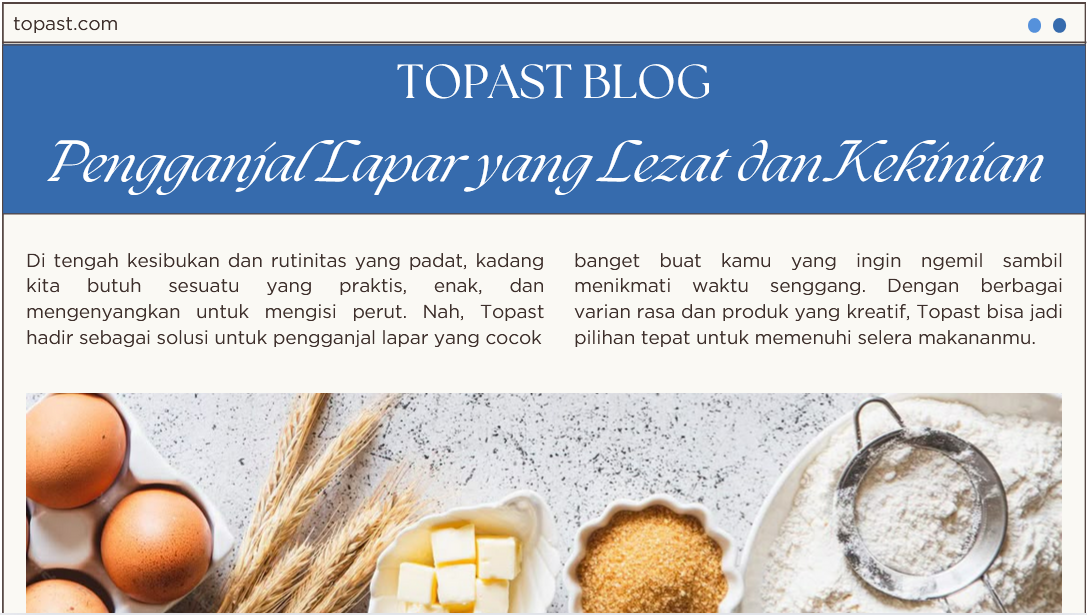 topast.com
TOPAST BLOG
Pengganjal Lapar yang Lezat dan Kekinian
Di tengah kesibukan dan rutinitas yang padat, kadang
kita butuh sesuatu yang praktis, enak, dan
mengenyangkan untuk mengisi perut. Nah, Topast
hadir sebagai solusi untuk pengganjal lapar yang cocok
banget buat kamu yang ingin ngemil sambil
menikmati waktu senggang. Dengan berbagai
varian rasa dan produk yang kreatif, Topast bisa jadi
pilihan tepat untuk memenuhi selera makananmu.